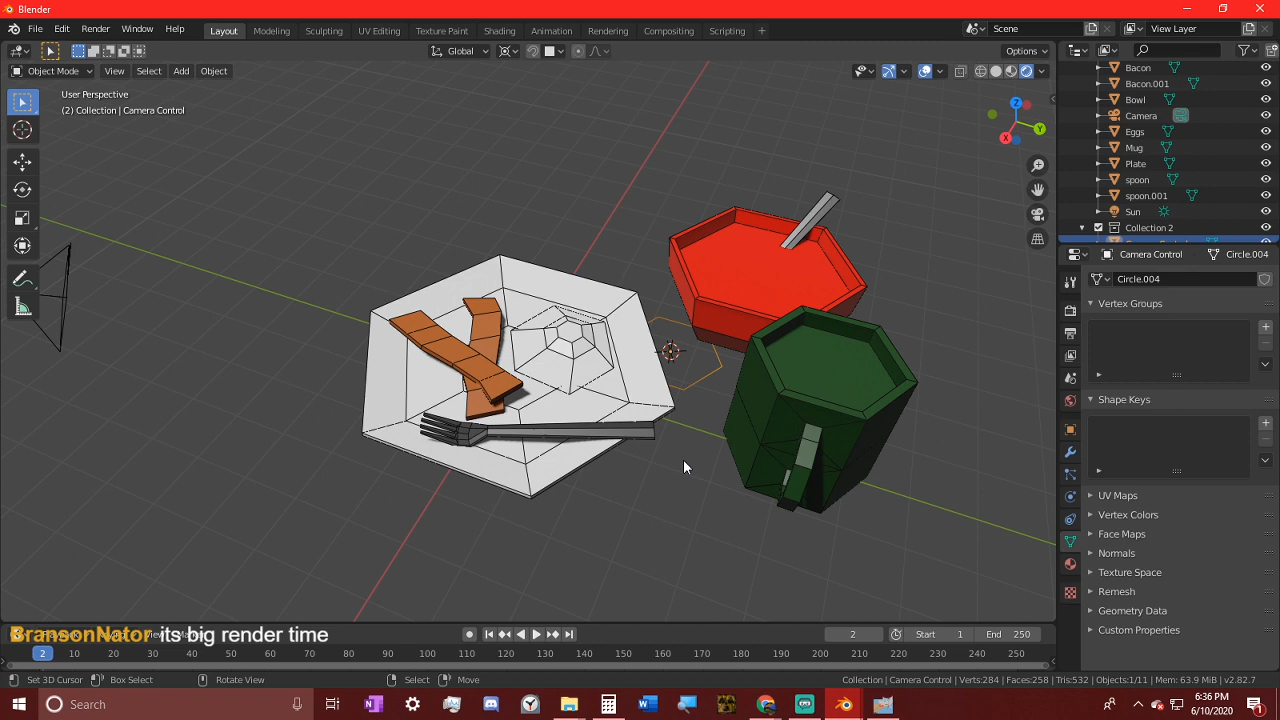 Blender
File Edit Render Window Help
Layout Modeling Sculpting UV Editing Texture Paint Shading Animation Rendering Compositing Scripting +
Scene
View Layer
Global
Options
Object Mode View Select Add Object
User Perspective
(2) Collection | Camera Control
Z
Y
X
Bacon
Bacon.001
Bowl
Camera
Eggs
Mug
Plate
spoon
spoon.001
Sun
Collection 2
Camera Control
Circle.004
Circle.004
Vertex Groups
Shape Keys
UV Maps
Vertex Colors
Face Maps
Normals
Texture Space
Remesh
Geometry Data
Custom Properties
BransonNator its big render time
2
Start 1
End 250
2 10 20 30 40 50 60 70 80 90 100 110 120 130 140 150 160 170 180 190 200 210 220 230 240 250
Set 3D Cursor Box Select Rotate View Select Move
Collection | Camera Control | Verts:284 | Faces:258 | Tris:532 | Objects:1/11 | Mem: 63.9 MiB | v2.82.7
Search
6:36 PM
6/10/2020